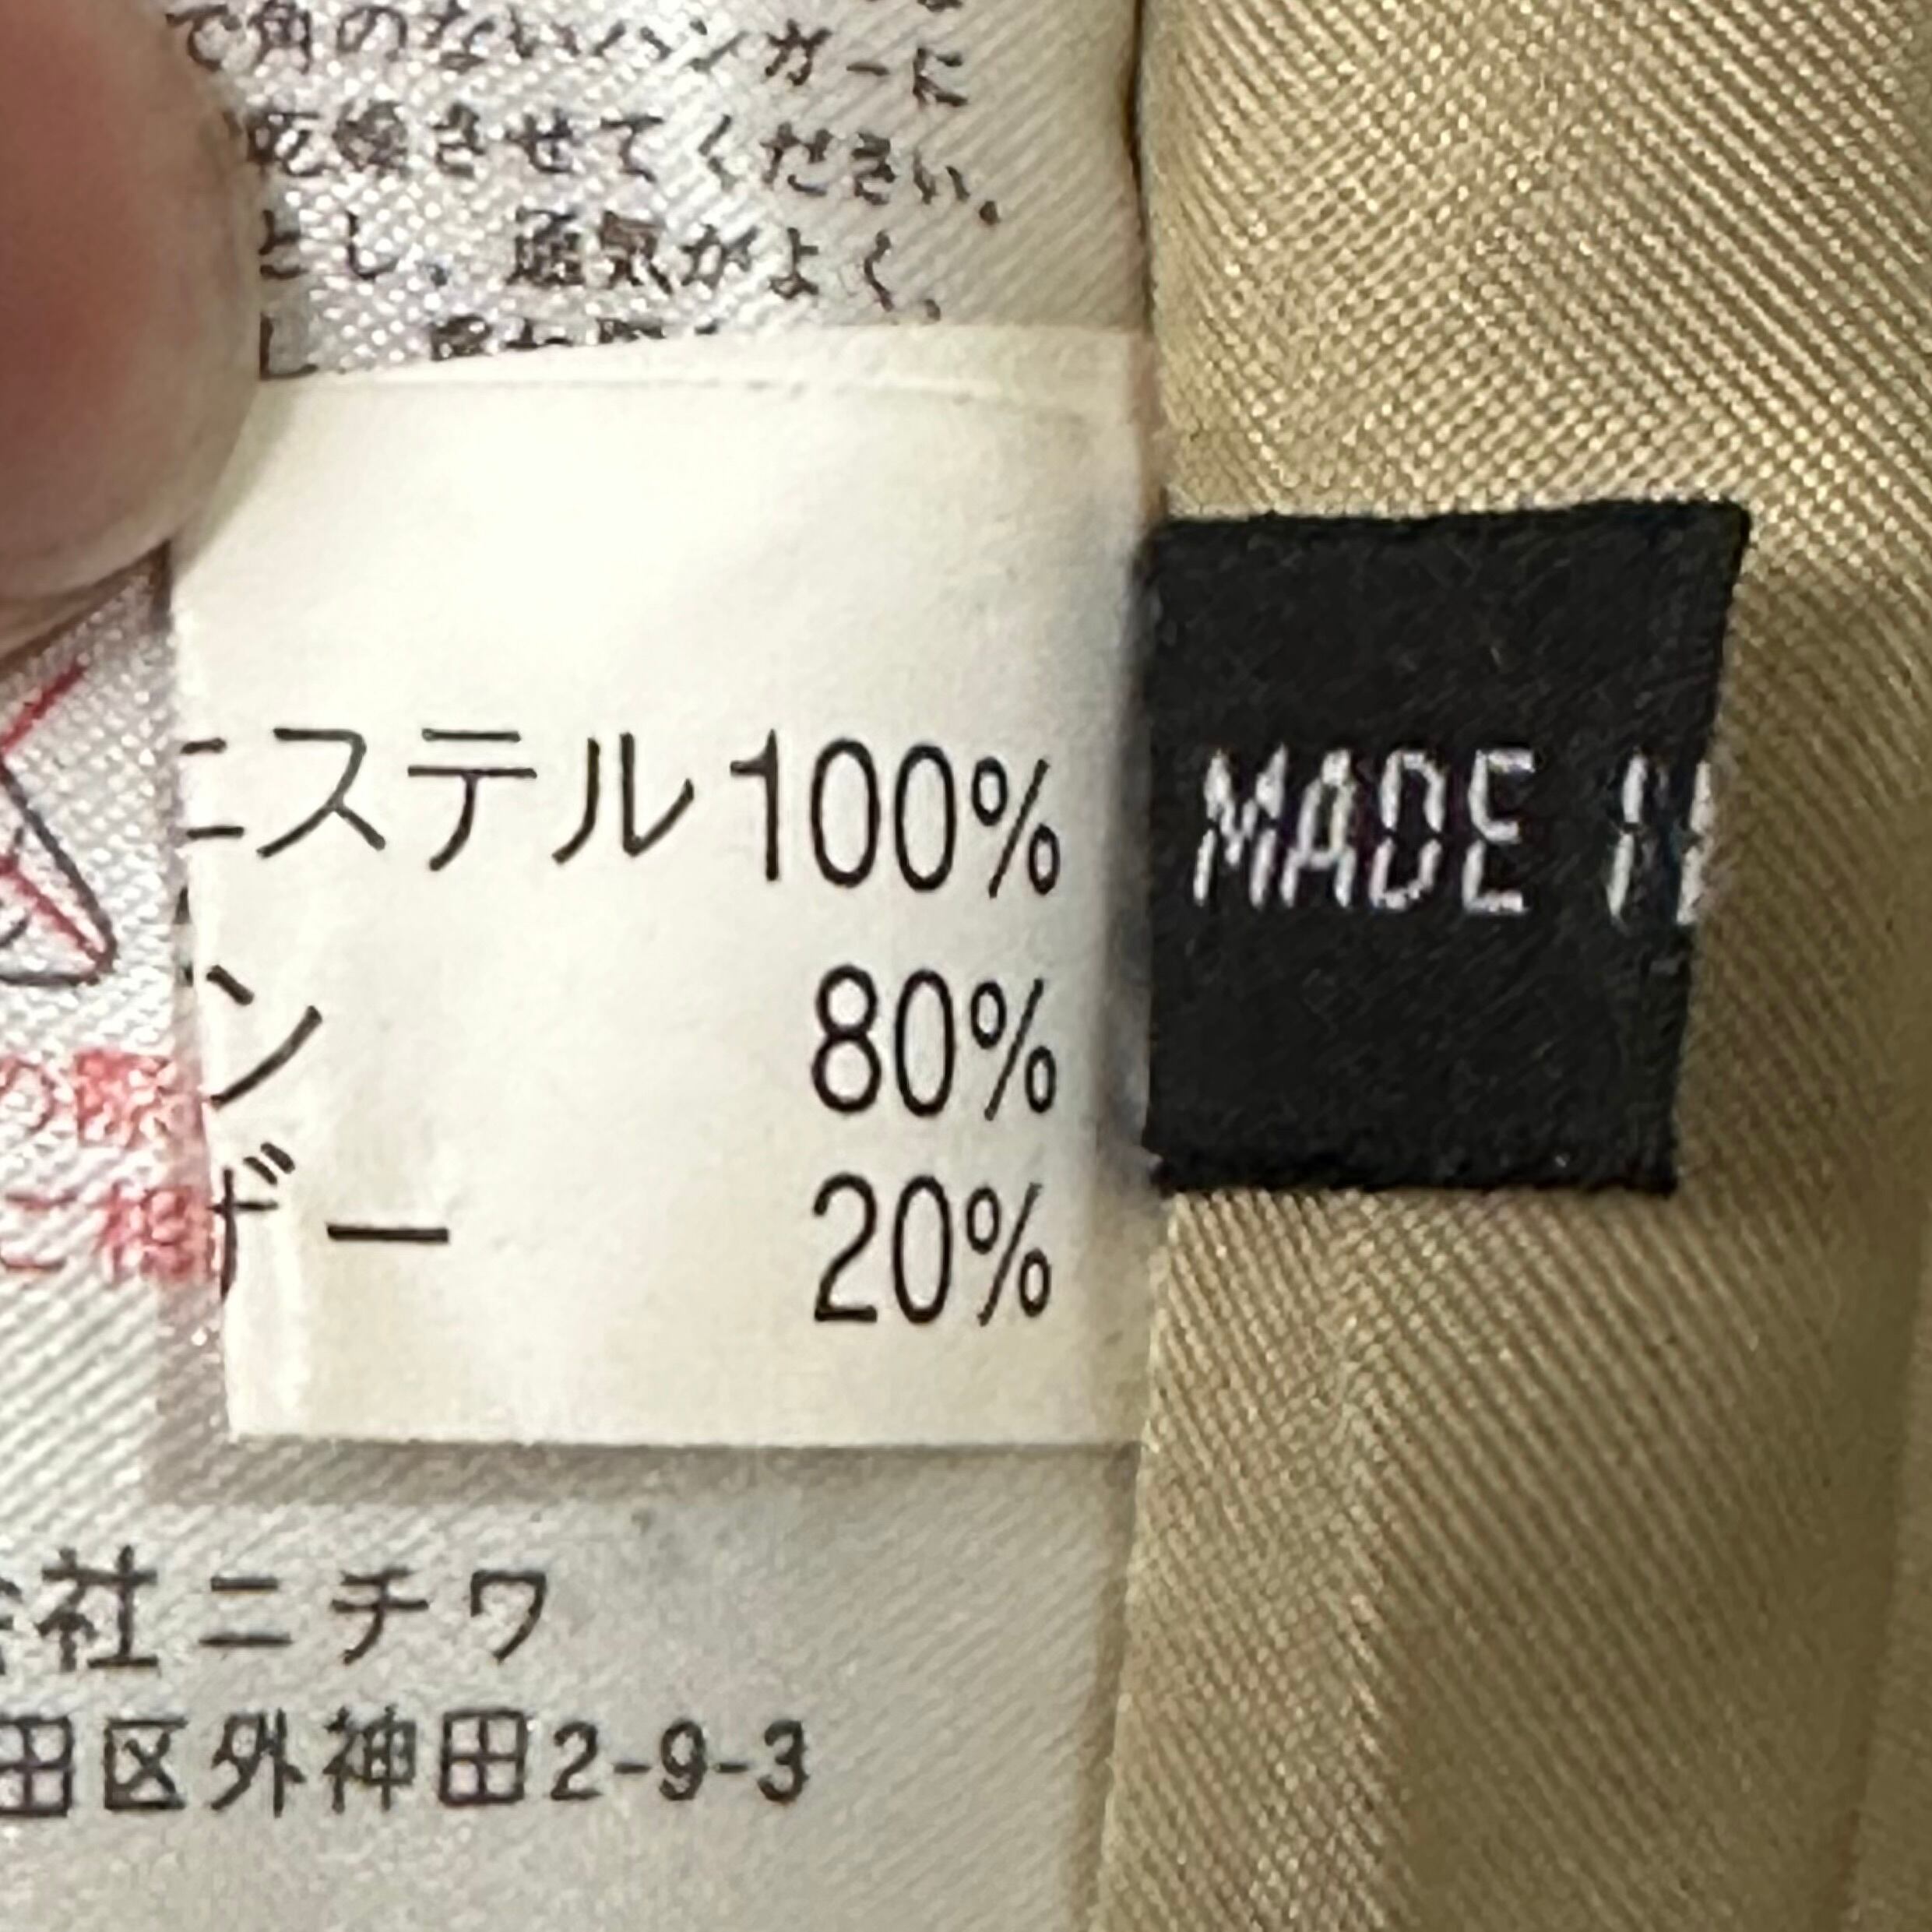 で角のないハンガーに
乾燥させてください。
とし、通気がよく、
ステル100%
MADE
ン 80%
ー 20%
社ニチワ
田区外神田2-9-3